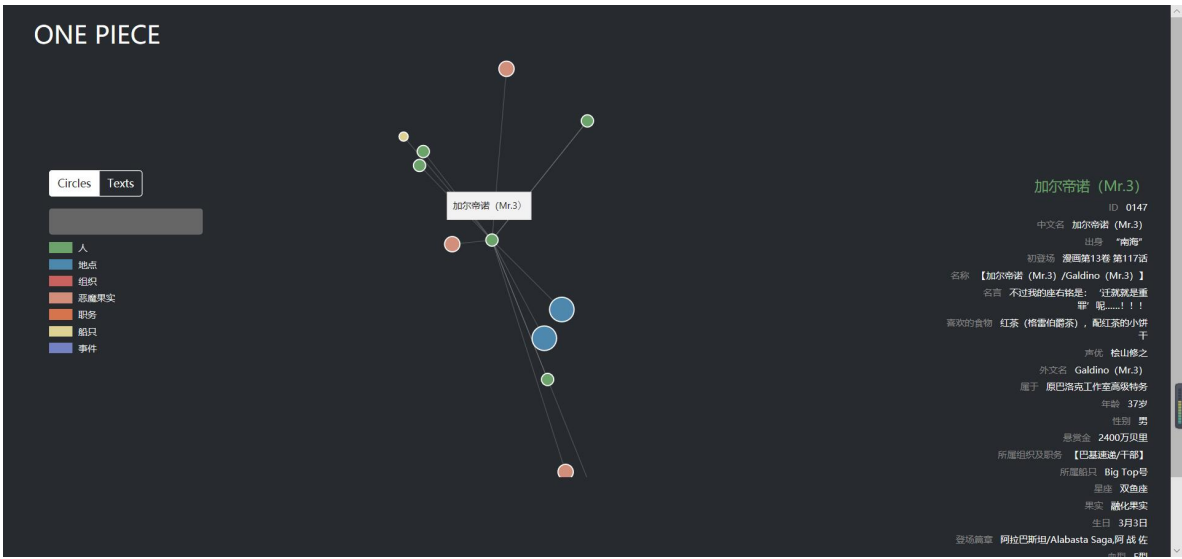 ONE PIECE
Circles Texts
人
地点
组织
恶魔果实
职务
船只
事件
加尔帝诺（Mr.3）
加尔帝诺（Mr.3）
ID 0147
中文名 加尔帝诺（Mr.3）
出身 “南海”
初登场 漫画第13卷 第117话
名称 【加尔帝诺（Mr.3）/Galdino（Mr.3）】
名言 不过我的座右铭是：‘迁就就是重
罪’呢......！！！
喜欢的食物 红茶（格雷伯爵茶），配红茶的小饼
干
声优 桧山修之
外文名 Galdino（Mr.3）
属于 原巴洛克工作室高级特务
年龄 37岁
性别 男
悬赏金 2400万贝里
所属组织及职务 【巴基速递/干部】
所属船只 Big Top号
星座 双鱼座
果实 融化果实
生日 3月3日
登场篇章 阿拉巴斯坦/Alabasta Saga,阿 战 佐